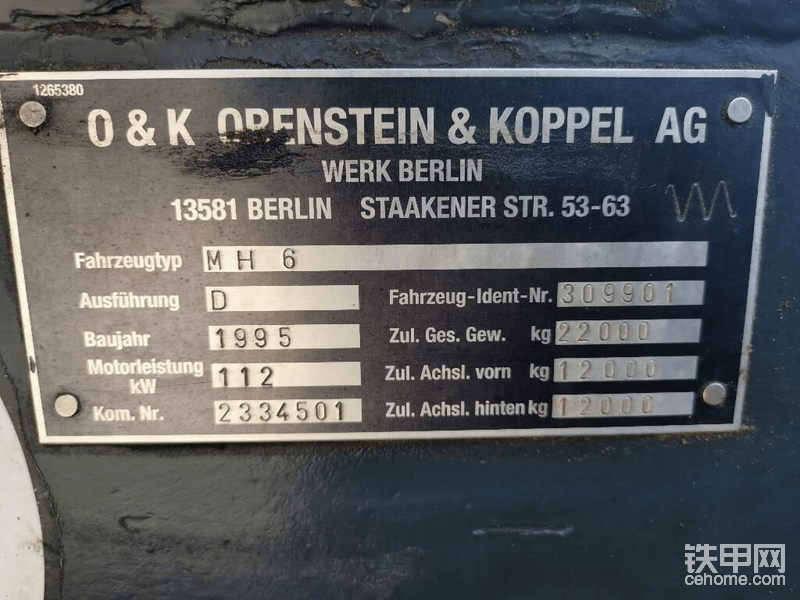 1265380
O & K ORENSTEIN & KOPPEL AG
WERK BERLIN
13581 BERLIN STAAKENER STR. 53-63
Fahrzeugtyp MH 6
Ausführung D Fahrzeug-Ident-Nr. 309901
Baujahr 1995 Zul. Ges. Gew. kg 22000
Motorleistung kW 112 Zul. Achsl. vorn kg 12000
Kom. Nr. 2334501 Zul. Achsl. hinten kg 12000
铁甲网
cehome.com